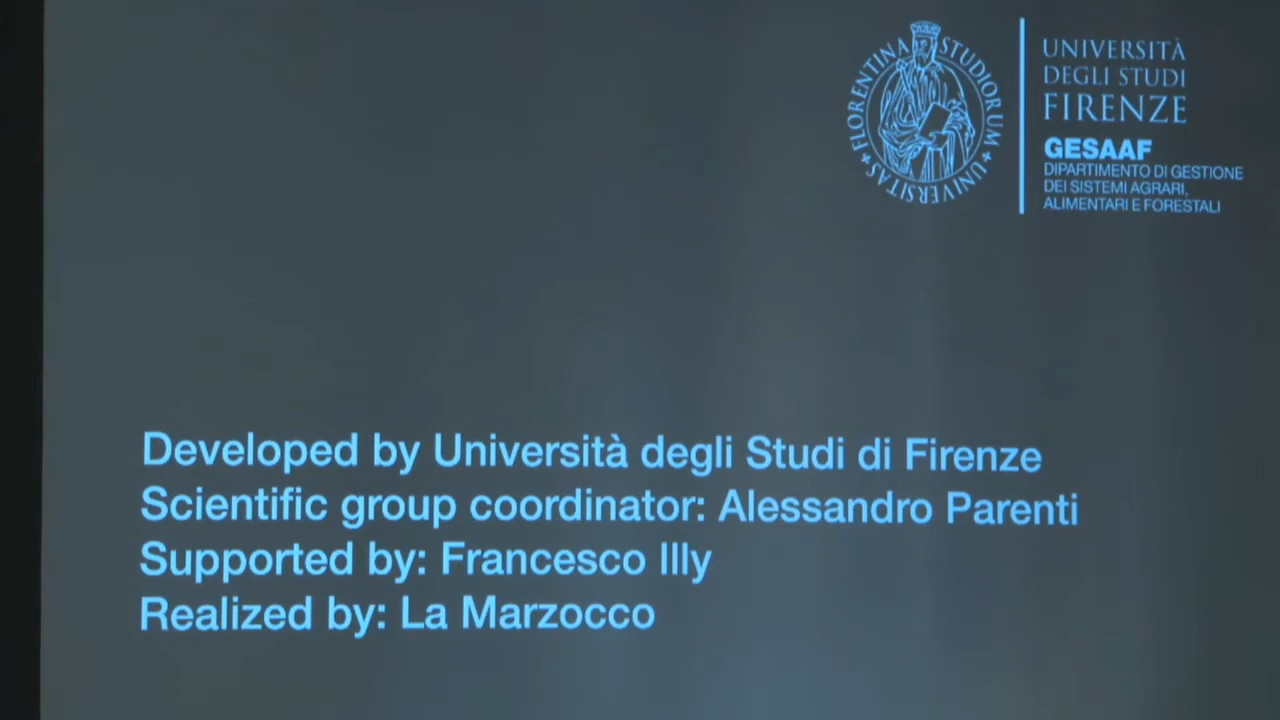 FLORENTINA STUDIORUM UNIVERSITAS
UNIVERSITÀ
DEGLI STUDI
FIRENZE
GESAAF
DIPARTIMENTO DI GESTIONE
DEI SISTEMI AGRARI,
ALIMENTARI E FORESTALI
Developed by Università degli Studi di Firenze
Scientific group coordinator: Alessandro Parenti
Supported by: Francesco Illy
Realized by: La Marzocco